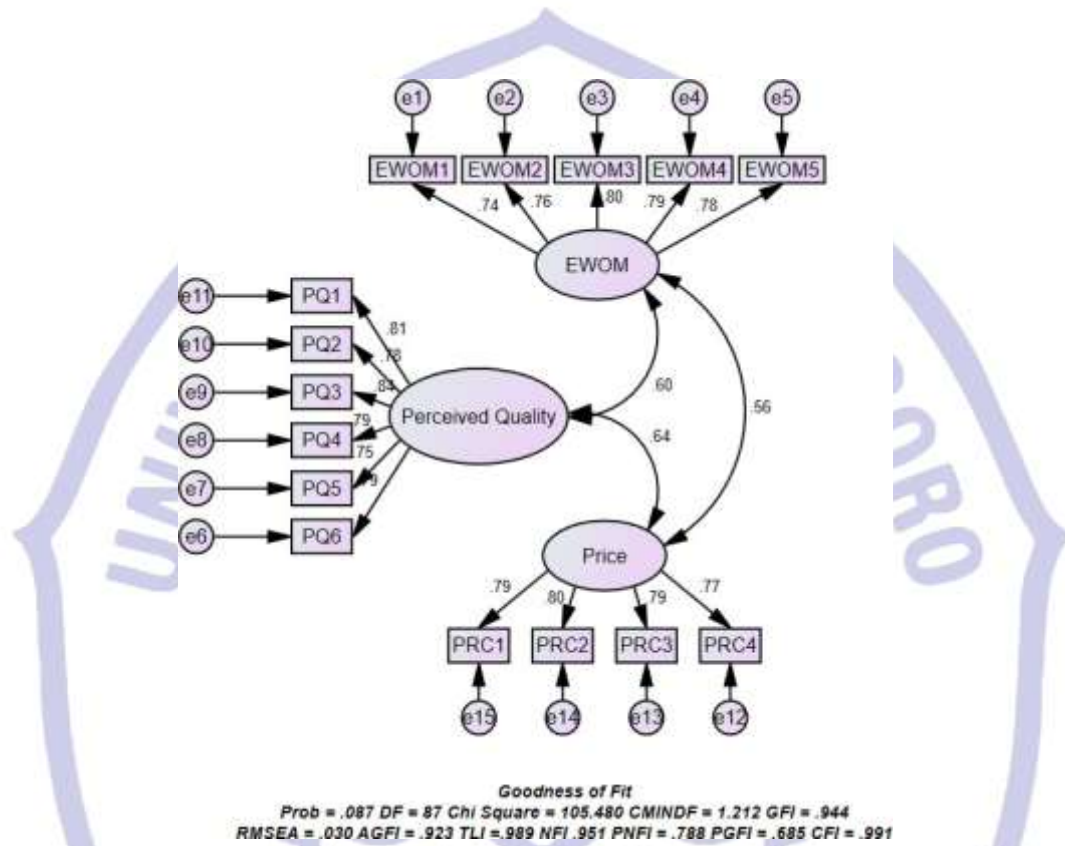 e1 e2 e3 e4 e5
EWOM1 EWOM2 EWOM3 EWOM4 EWOM5
.74 .76 .80 .79 .78
EWOM
e11 PQ1
.81
e10 PQ2
.78
e9 PQ3
.84
e8 PQ4
.79
e7 PQ5
.75
e6 PQ6
Perceived Quality
.60
.56
.64
Price
.79 .80 .79 .77
PRC1 PRC2 PRC3 PRC4
e15 e14 e13 e12
Goodness of Fit
Prob = .087 DF = 87 Chi Square = 105.480 CMINDF = 1.212 GFI = .944
RMSEA = .030 AGFI = .923 TLI =.989 NFI .951 PNFI = .788 PGFI = .685 CFI = .991